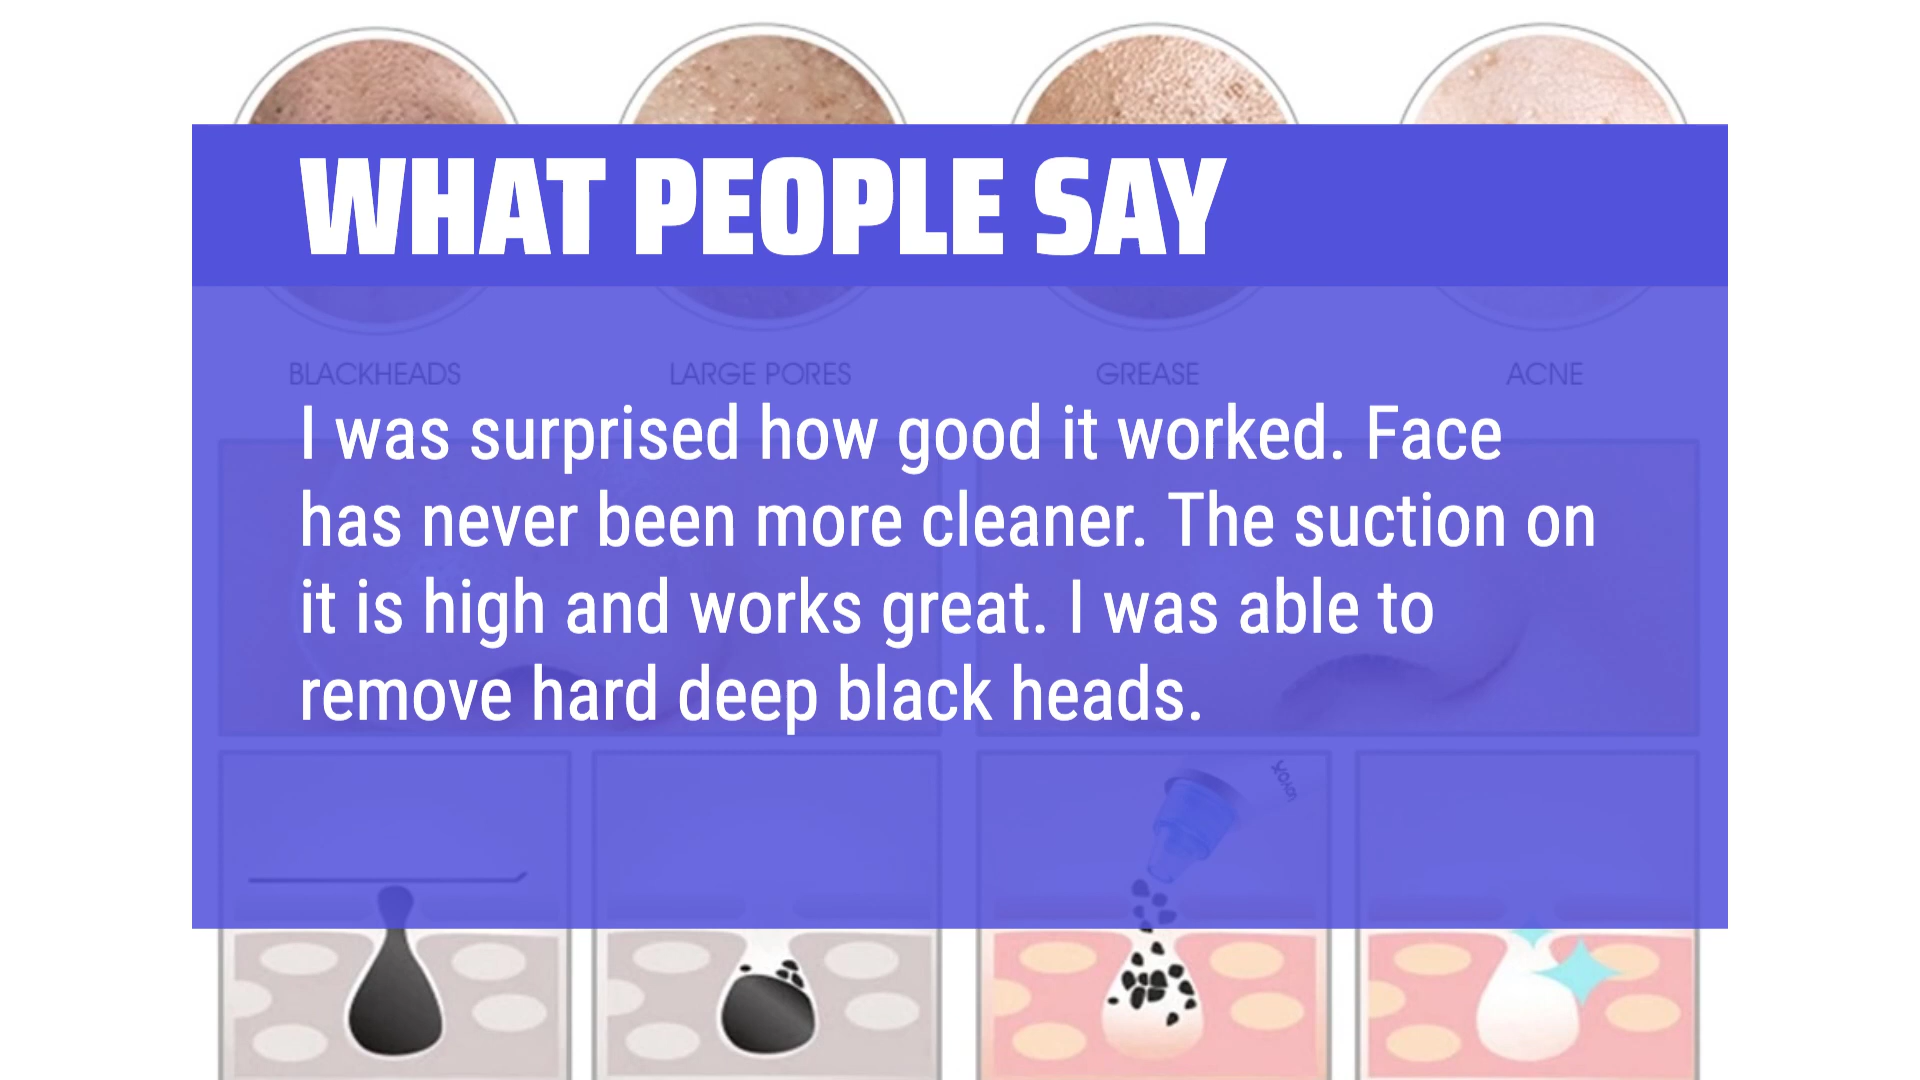 WHAT PEOPLE SAY
BLACKHEADS LARGE PORES GREASE ACNE
I was surprised how good it worked. Face
has never been more cleaner. The suction on
it is high and works great. I was able to
remove hard deep black heads.